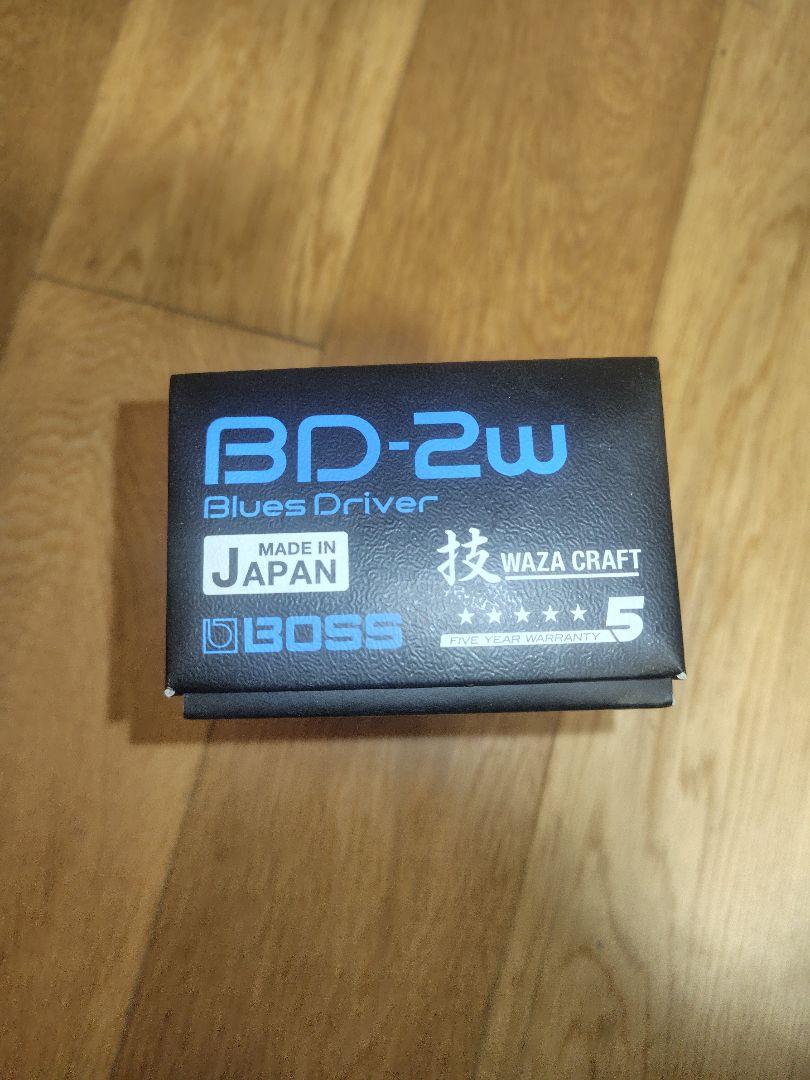 BD-2w
Blues Driver
MADE IN
JAPAN
技 WAZA CRAFT
BOSS
5
FIVE YEAR WARRANTY